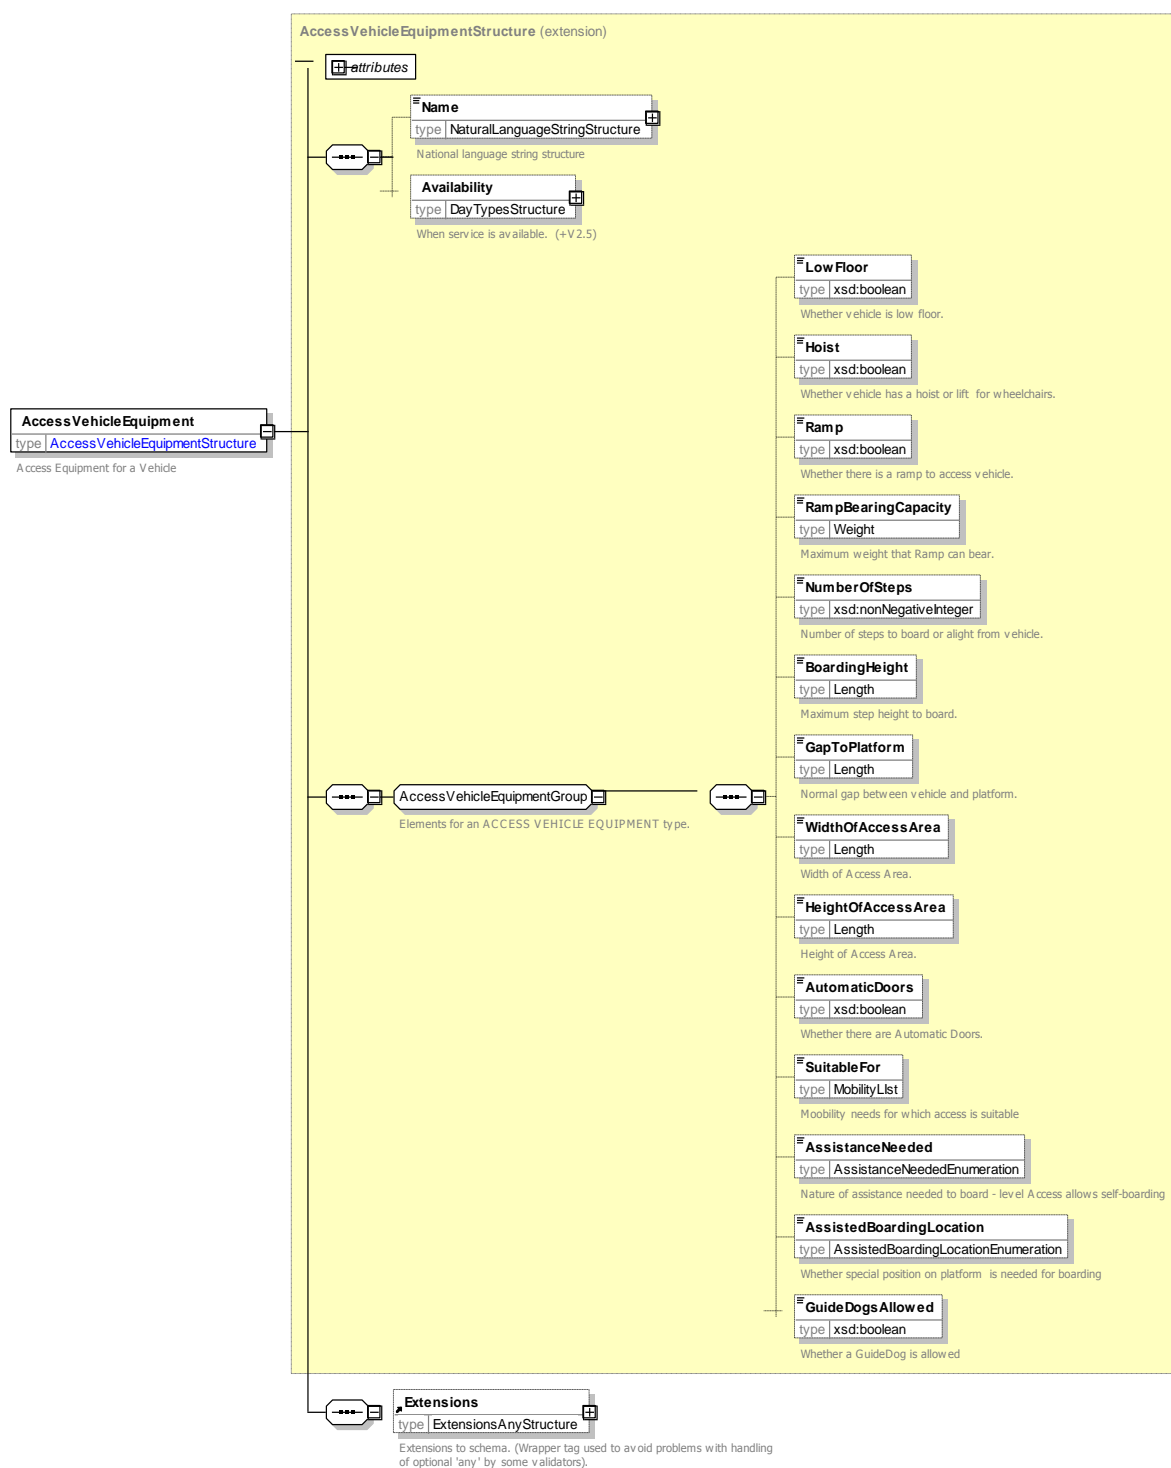 AccessVehicleEquipmentStructure (extension)
attributes
Name
type NaturalLanguageStringStructure
National language string structure
Availability
type DayTypesStructure
When service is available. (+V2.5)
LowFloor
type xsd:boolean
Whether vehicle is low floor.
Hoist
type xsd:boolean
Whether vehicle has a hoist or lift for wheelchairs.
AccessVehicleEquipment
type AccessVehicleEquipmentStructure
Access Equipment for a Vehicle
Ramp
type xsd:boolean
Whether there is a ramp to access vehicle.
RampBearingCapacity
type Weight
Maximum weight that Ramp can bear.
NumberOfSteps
type xsd:nonNegativeInteger
Number of steps to board or alight from vehicle.
BoardingHeight
type Length
Maximum step height to board.
GapToPlatform
type Length
Normal gap between vehicle and platform.
AccessVehicleEquipmentGroup
Elements for an ACCESS VEHICLE EQUIPMENT type.
WidthOfAccessArea
type Length
Width of Access Area.
HeightOfAccessArea
type Length
Height of Access Area.
AutomaticDoors
type xsd:boolean
Whether there are Automatic Doors.
SuitableFor
type MobilityLIst
Moobility needs for which access is suitable
AssistanceNeeded
type AssistanceNeededEnumeration
Nature of assistance needed to board - level Access allows self-boarding
AssistedBoardingLocation
type AssistedBoardingLocationEnumeration
Whether special position on platform is needed for boarding
GuideDogsAllowed
type xsd:boolean
Whether a GuideDog is allowed
Extensions
type ExtensionsAnyStructure
Extensions to schema. (Wrapper tag used to avoid problems with handling
of optional 'any' by some validators).